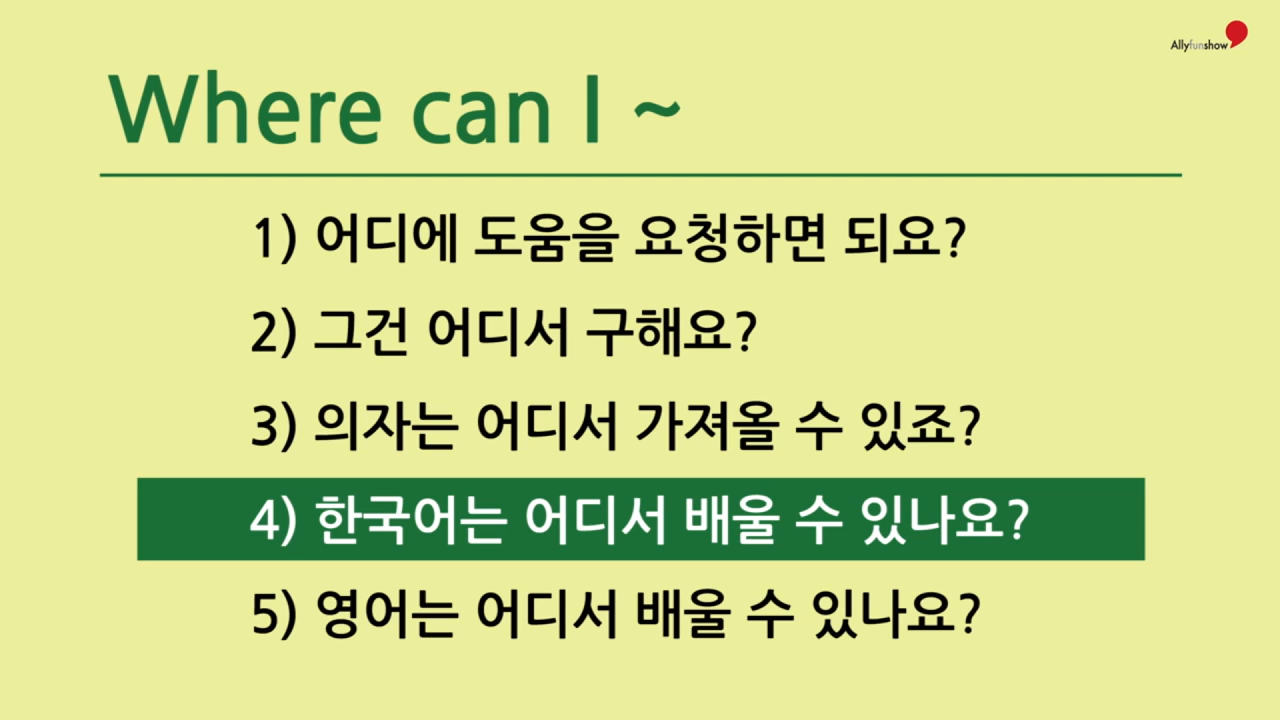 Allyfunshow
Where can I ~
1) 어디에 도움을 요청하면 되요?
2) 그건 어디서 구해요?
3) 의자는 어디서 가져올 수 있죠?
4) 한국어는 어디서 배울 수 있나요?
5) 영어는 어디서 배울 수 있나요?